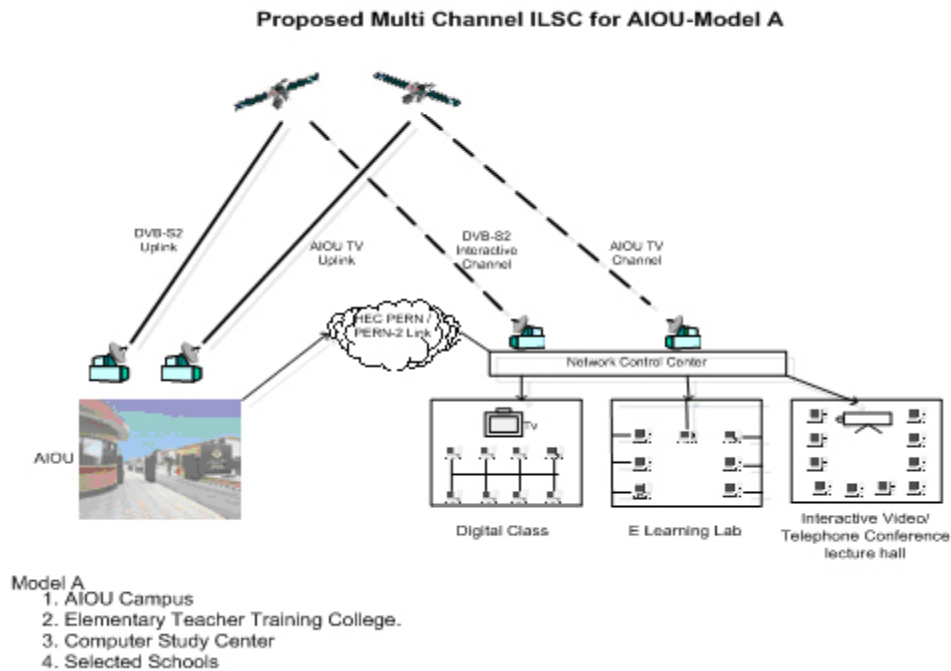 Proposed Multi Channel ILSC for AIOU-Model A
DVB-S2
Uplink
AIOU TV
Uplink
DVB-S2
Interactive
Channel
AIOU TV
Channel
HEC PERN /
PERN-2 Link
Network Control Center
AIOU
Tv
Digital Class
E Learning Lab
Interactive Video/
Telephone Conference
lecture hall
Model A
1. AIOU Campus
2. Elementary Teacher Training College.
3. Computer Study Center
4. Selected Schools